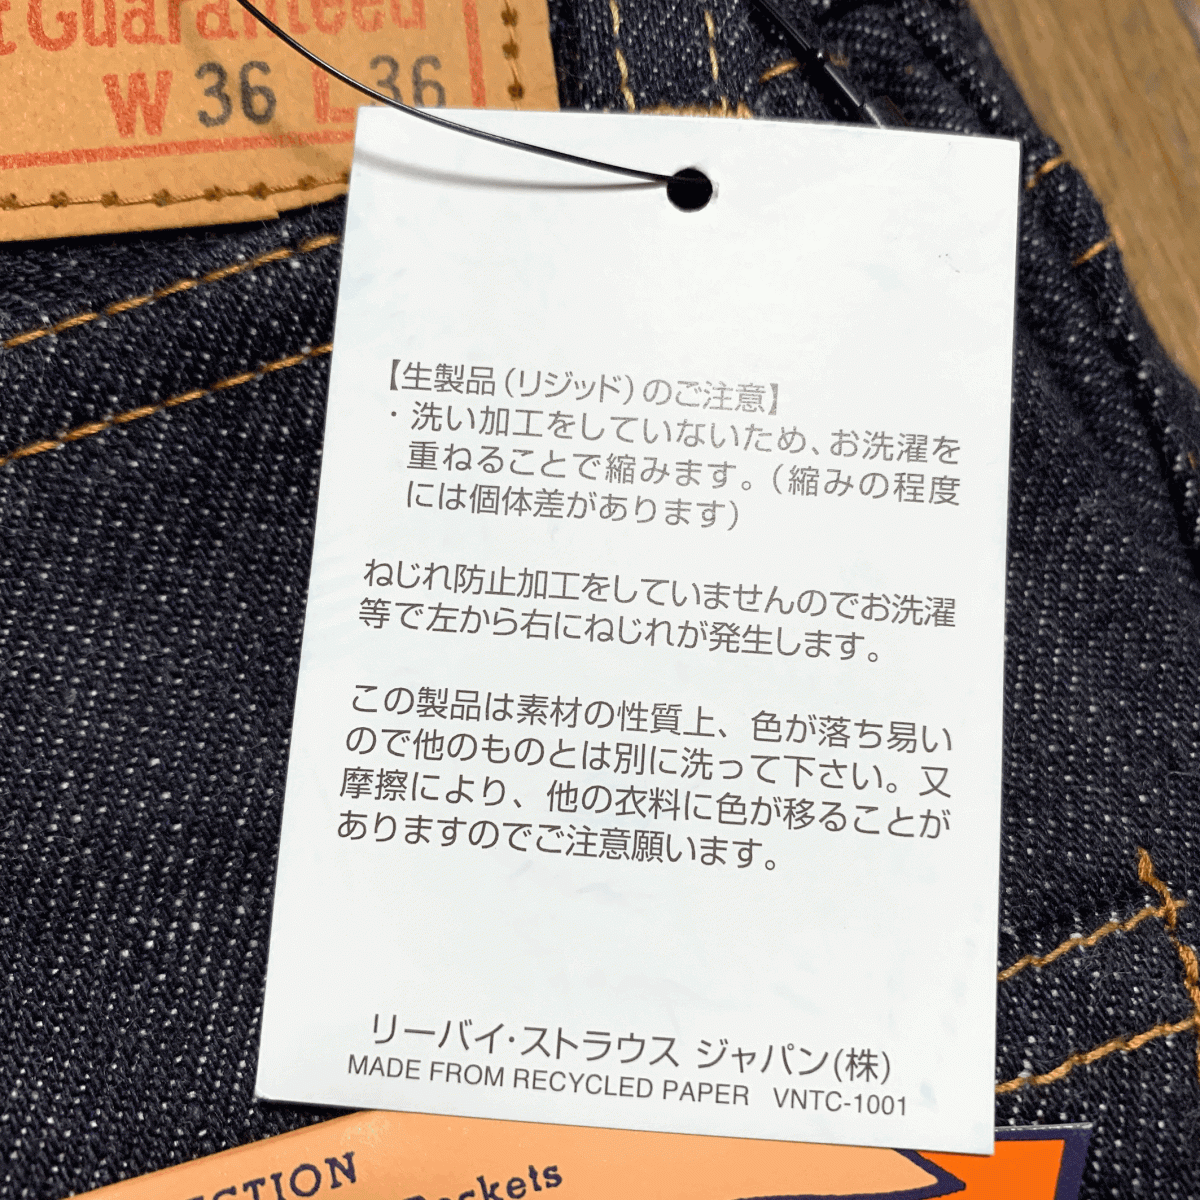 Guaranteed
W 36 L 36
【生製品（リジッド）のご注意】
・洗い加工をしていないため、お洗濯を
重ねることで縮みます。（縮みの程度
には個体差があります）
ねじれ防止加工をしていませんのでお洗濯
等で左から右にねじれが発生します。
この製品は素材の性質上、色が落ち易い
ので他のものとは別に洗って下さい。又
摩擦により、他の衣料に色が移ることが
ありますのでご注意願います。
リーバイ・ストラウス ジャパン(株)
MADE FROM RECYCLED PAPER VNTC-1001
CTION
ockets